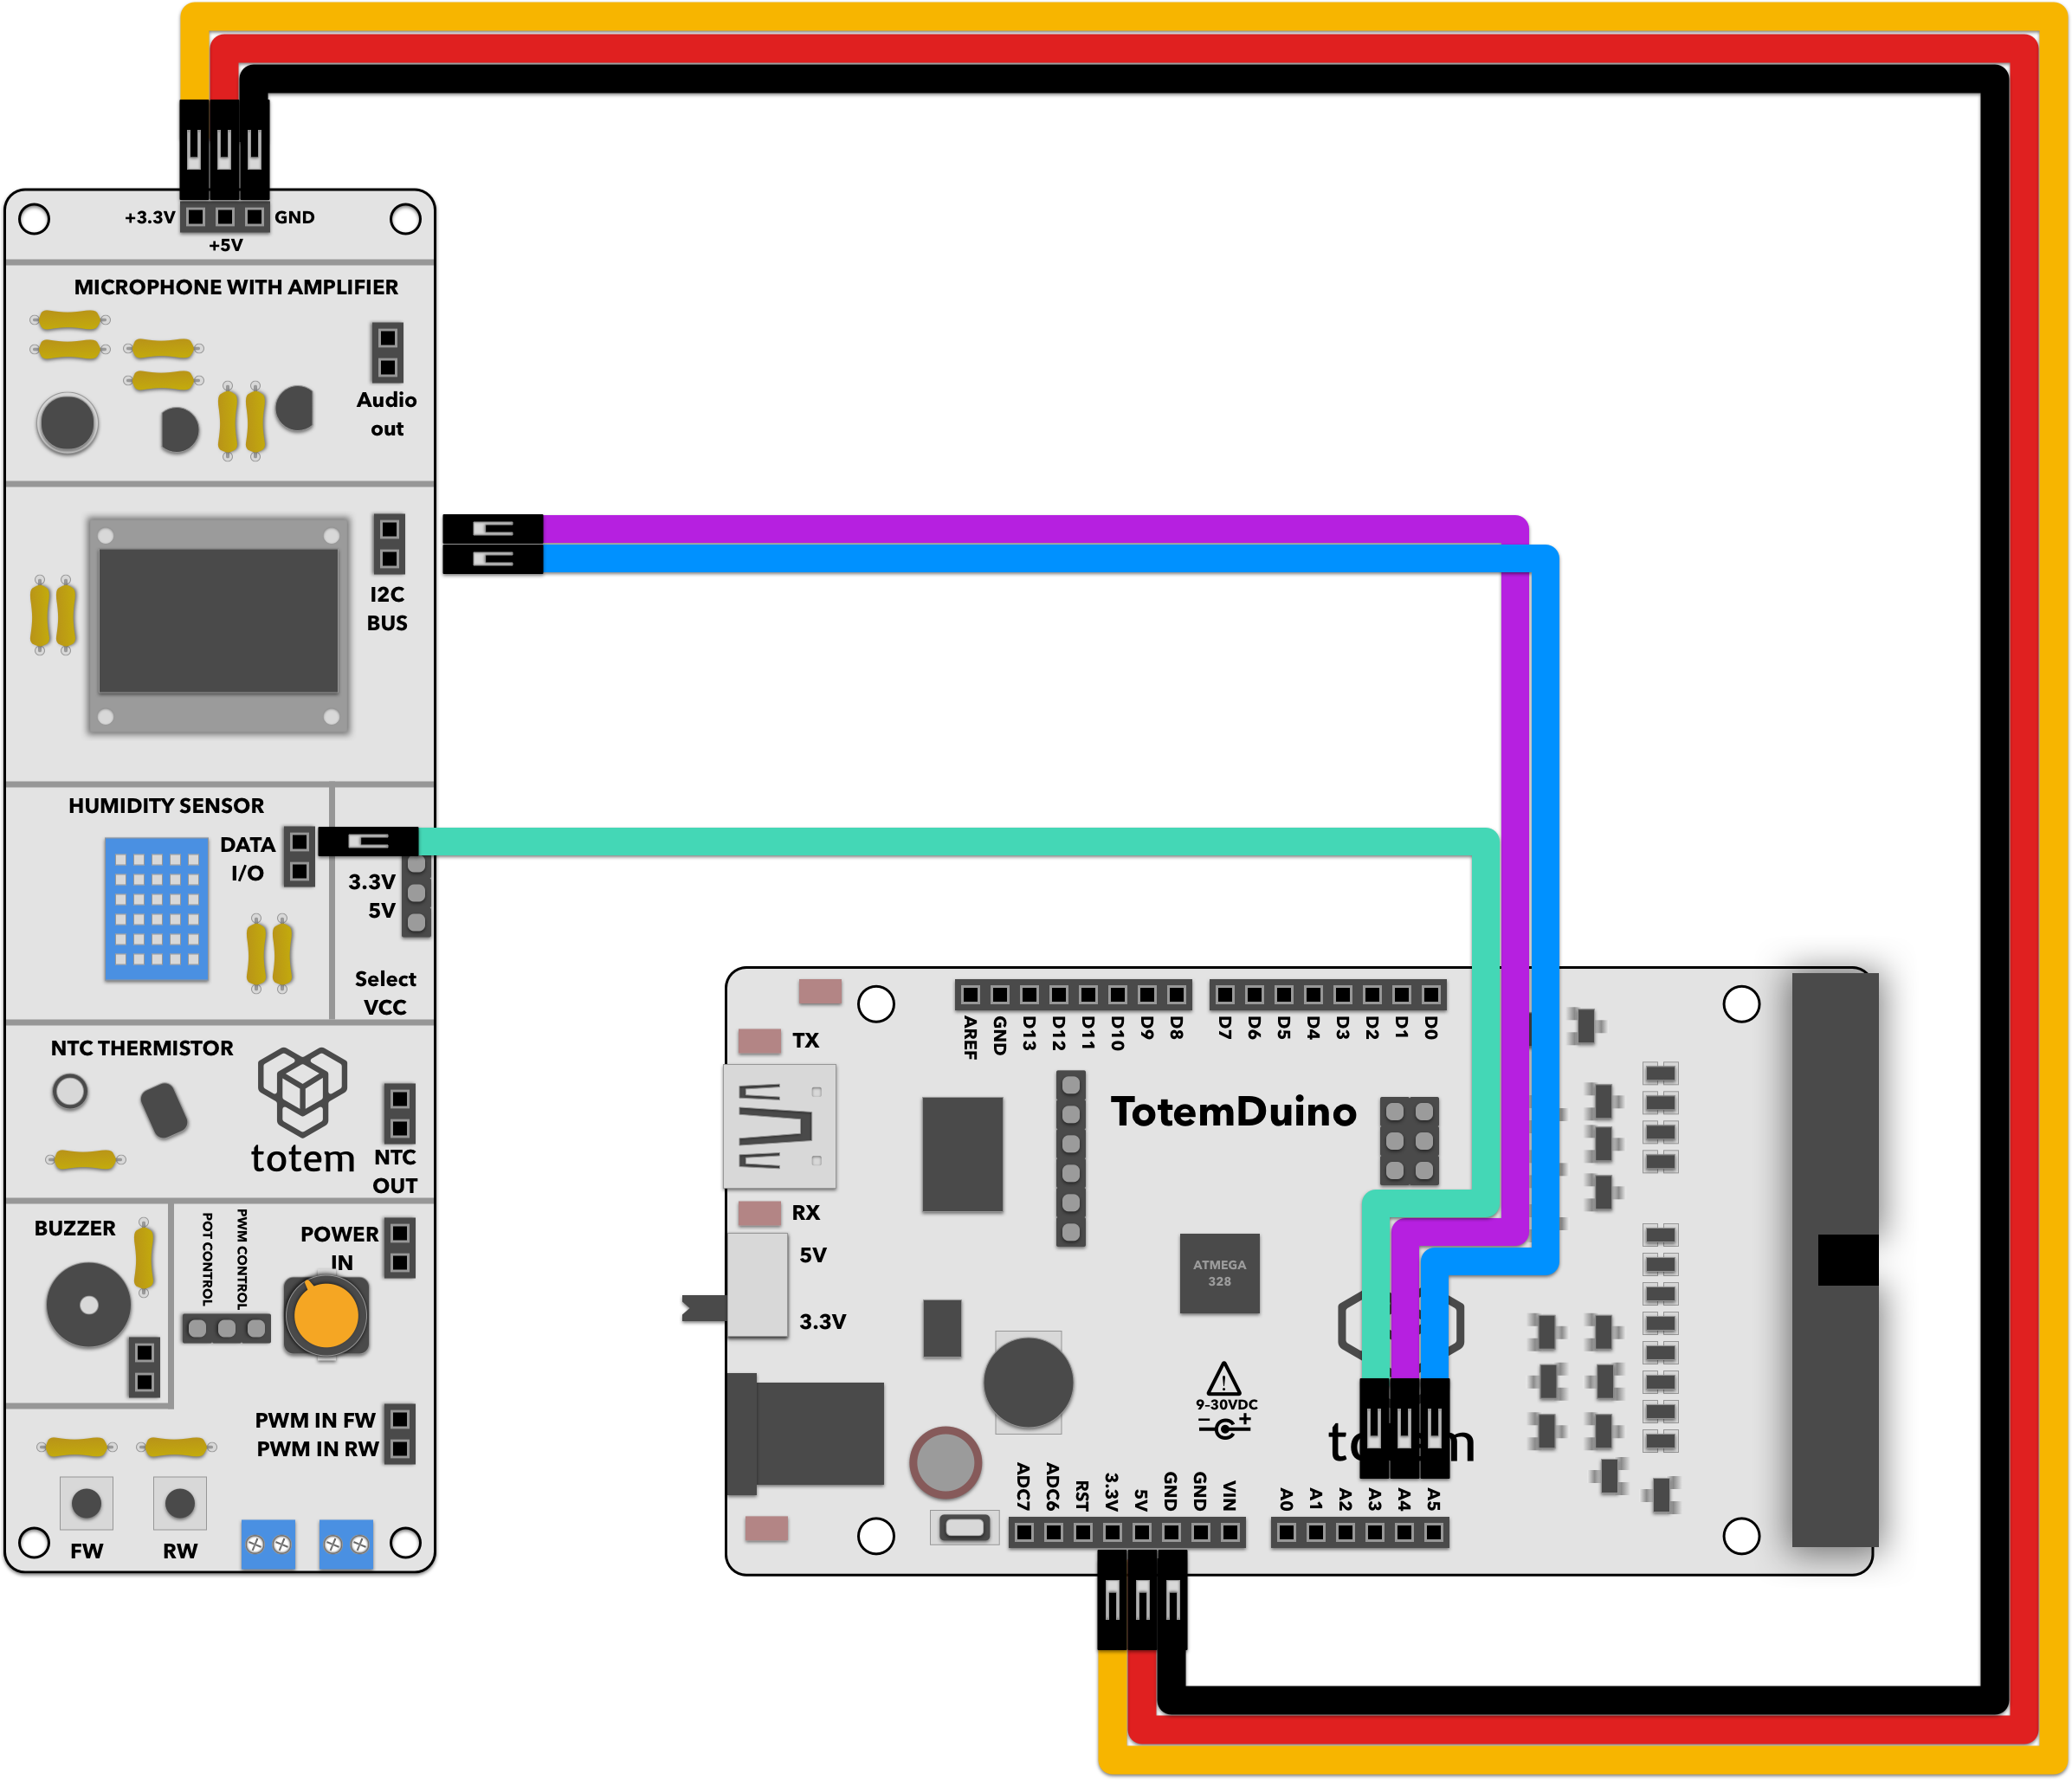 +3.3V
GND
+5V
MICROPHONE WITH AMPLIFIER
Audio
out
I2C
BUS
HUMIDITY SENSOR
DATA
I/O
3.3V
5V
Select
VCC
NTC THERMISTOR
totem
NTC
OUT
BUZZER
POT CONTROL
PWM CONTROL
POWER
IN
PWM IN FW
PWM IN RW
FW
RW
TX
AREF
GND
D13
D12
D11
D10
D9
D8
D7
D6
D5
D4
D3
D2
D1
D0
TotemDuino
RX
5V
3.3V
ATMEGA
328
9-30VDC
- +
ADC7
ADC6
RST
3.3V
5V
GND
GND
VIN
A0
A1
A2
A3
A4
A5